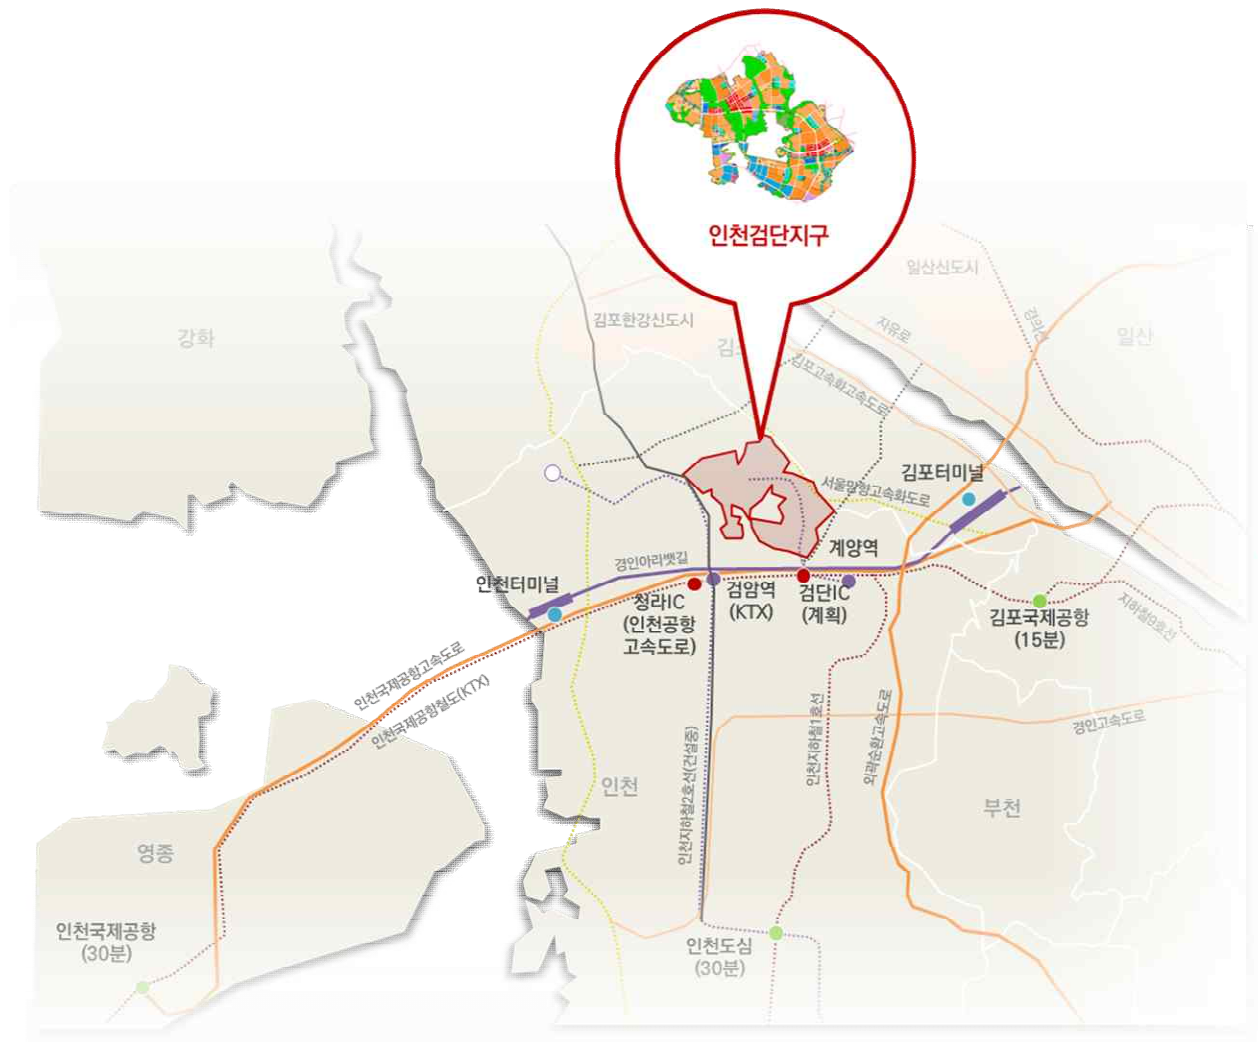 인천검단지구
일산신도시
강화
김포한강신도시
자유로
경의선
일산
김포고속화고속도로
김포터미널
서울망향고속화도로
계양역
경인아라뱃길
인천터미널
청라IC
(인천공항
고속도로)
검암역
(KTX)
검단IC
(계획)
김포국제공항
(15분)
지하철9호선
인천국제공항고속도로
인천국제공항철도(KTX)
인천지하철2호선(건설중)
인천지하철1호선
외곽순환고속도로
경인고속도로
인천
부천
영종
인천국제공항
(30분)
인천도심
(30분)